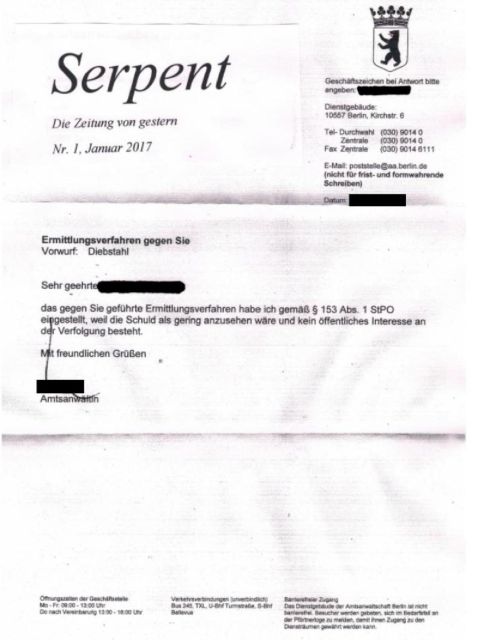 Serpent
Die Zeitung von gestern
Nr. 1, Januar 2017
Geschäftszeichen bei Antwort bitte
angeben:
Dienstgebäude:
10557 Berlin, Kirchstr. 6
Tel- Durchwahl (030) 9014 0
Zentrale (030) 9014 0
Fax Zentrale (030) 9014 6111
E-Mail: poststelle@aa.berlin.de
(nicht für frist- und formwahrende
Schreiben)
Datum:
Ermittlungsverfahren gegen Sie
Vorwurf: Diebstahl
Sehr geehrte
das gegen Sie geführte Ermittlungsverfahren habe ich gemäß § 153 Abs. 1 StPO
eingestellt, weil die Schuld als gering anzusehen wäre und kein öffentliches Interesse an
der Verfolgung besteht.
Mit freundlichen Grüßen
Amtsanwältin
Öffnungszeiten der Geschäftsstelle
Mo - Fr: 09:00 - 13:00 Uhr
Do nach Vereinbarung 13:00 - 18:00 Uhr
Verkehrsverbindungen (unverbindlich)
Bus 245, TXL, U-Bhf Turmstraße, S-Bhf
Bellevue
Barrierefreier Zugang
Das Dienstgebäude der Amtsanwaltschaft Berlin ist nicht
barrierefrei. Besucher werden gebeten, sich im Bedarfsfall an
der Pförtnerloge zu melden, damit ihnen Zugang zu den
Diensträumen gewährt werden kann.